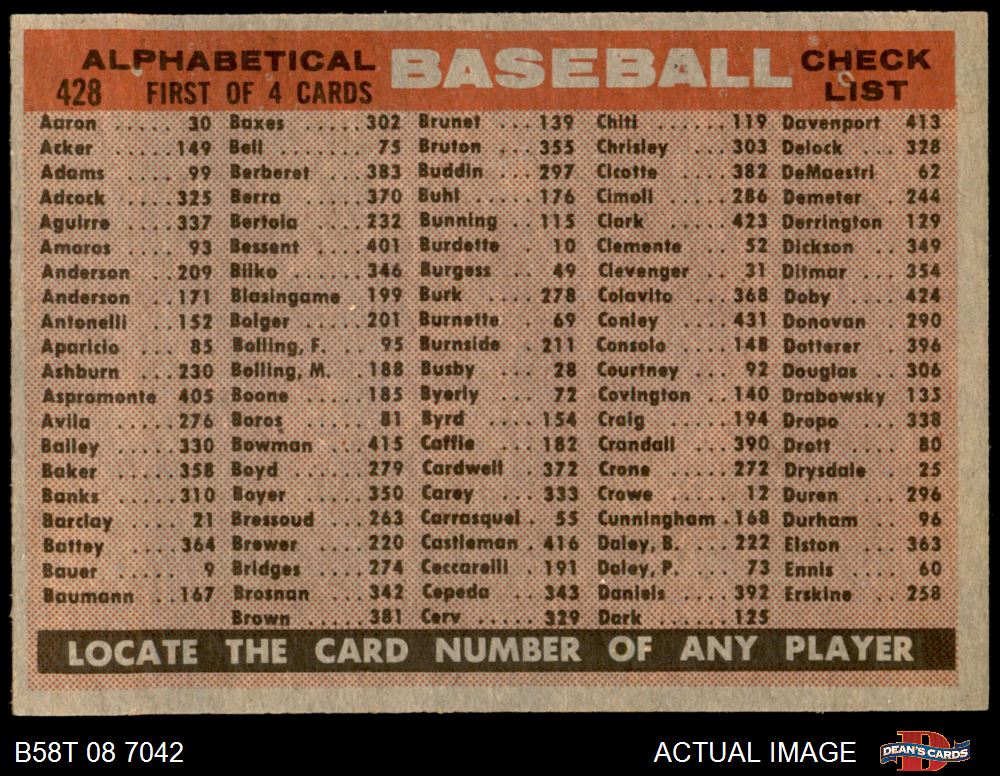 ALPHABETICAL BASEBALL CHECK LIST
428 FIRST OF 4 CARDS
Aaron ..... 30
Acker ..... 149
Adams .... 99
Adcock .... 325
Aguirre .... 337
Amoros .... 93
Anderson .. 209
Anderson .. 171
Antonelli .. 152
Aparicio ... 85
Ashburn ... 230
Aspromonte 405
Avila ..... 276
Bailey .... 330
Baker .... 358
Banks .... 310
Barclay .... 21
Battey .... 364
Bauer ..... 9
Baumann .. 167
Baxes ..... 302
Bell ...... 75
Berberet ... 383
Berra .... 370
Bertoia .... 232
Bessent ... 401
Bilko ..... 346
Blasingame 199
Bolger .... 201
Bolling, F. .. 95
Bolling, M. . 188
Boone .... 185
Boros .... 81
Bowman ... 415
Boyd .... 279
Boyer .... 350
Bressoud ... 263
Brewer ... 220
Bridges .... 274
Brosnan ... 342
Brown .... 381
Brunet ... 139
Bruton ... 355
Buddin ... 297
Buhl .... 176
Bunning ... 115
Burdette .. 10
Burgess .. 49
Burk .... 278
Burnette . 69
Burnside . 211
Busby ... 28
Byerly ... 72
Byrd .... 154
Caffie ... 182
Cardwell . 372
Carey ... 333
Carrasquel . 55
Castleman . 416
Ceccarelli . 191
Cepeda .. 343
Cerv .... 329
Chiti ...... 119
Chrisley ... 303
Cicotte ... 382
Cimoli .... 286
Clark .... 423
Clemente .. 52
Clevenger .. 31
Colavito ... 368
Conley ... 431
Consolo ... 148
Courtney .. 92
Covington .. 140
Craig .... 194
Crandall ... 390
Crone .... 272
Crowe .... 12
Cunningham . 168
Daley, B. ... 222
Daley, P. ... 73
Daniels ... 392
Dark .... 125
Davenport 413
Delock ... 328
DeMaestri 62
Demeter . 244
Derrington 129
Dickson .. 349
Ditmar .. 354
Doby .... 424
Donovan . 290
Dotterer . 396
Douglas . 306
Drabowsky 135
Dropo ... 338
Drott ... 80
Drysdale .. 25
Duren ... 296
Durham .. 96
Elston ... 363
Ennis ... 60
Erskine .. 258
LOCATE THE CARD NUMBER OF ANY PLAYER
B58T 08 7042
ACTUAL IMAGE
DEAN'S CARDS